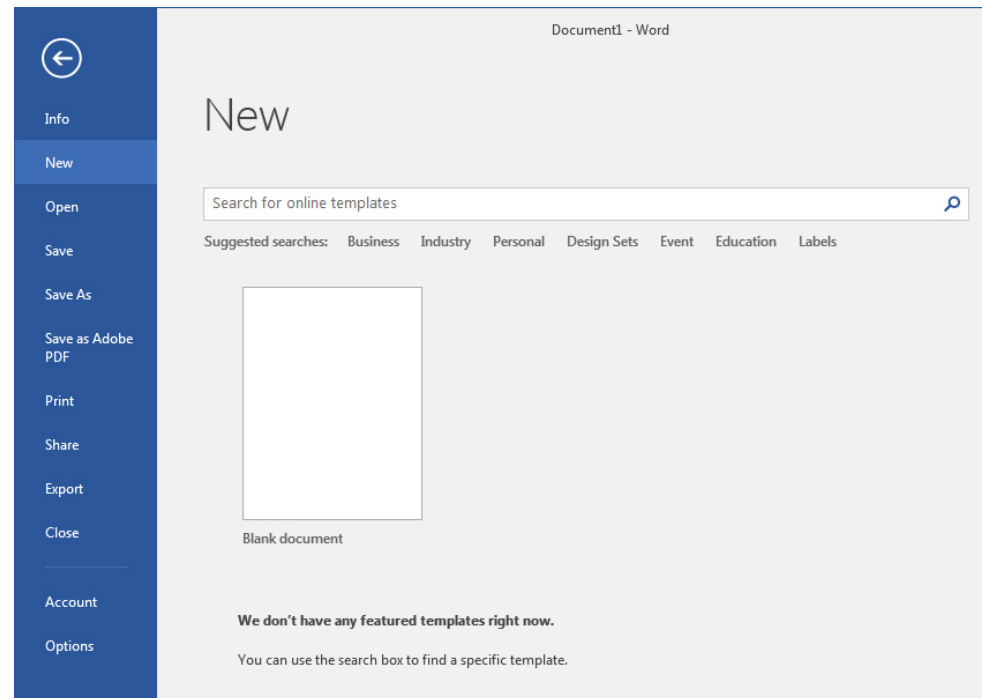 Document1 - Word
Info
New
Open
Save
Save As
Save as Adobe
PDF
Print
Share
Export
Close
Account
Options
New
Search for online templates
Suggested searches: Business Industry Personal Design Sets Event Education Labels
Blank document
We don't have any featured templates right now.
You can use the search box to find a specific template.